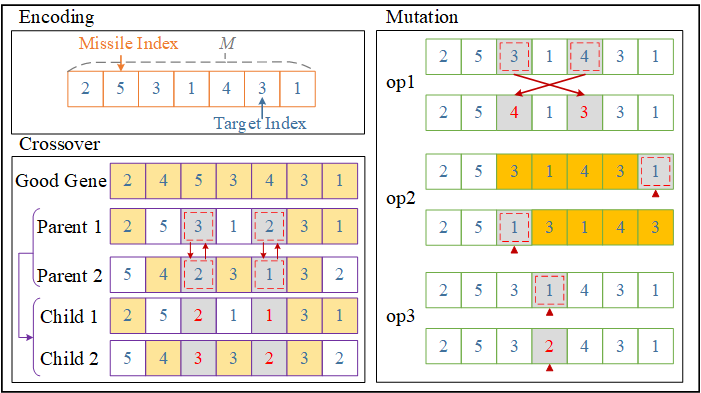 Encoding
Missile Index M
2 5 3 1 4 3 1
Target Index
Crossover
Good Gene 2 4 5 3 4 3 1
Parent 1 2 5 3 1 2 3 1
Parent 2 5 4 2 3 1 3 2
Child 1 2 5 2 1 1 3 1
Child 2 5 4 3 3 2 3 2
Mutation
2 5 3 1 4 3 1
op1
2 5 4 1 3 3 1
2 5 3 1 4 3 1
op2
2 5 1 3 1 4 3
2 5 3 1 4 3 1
op3
2 5 3 2 4 3 1